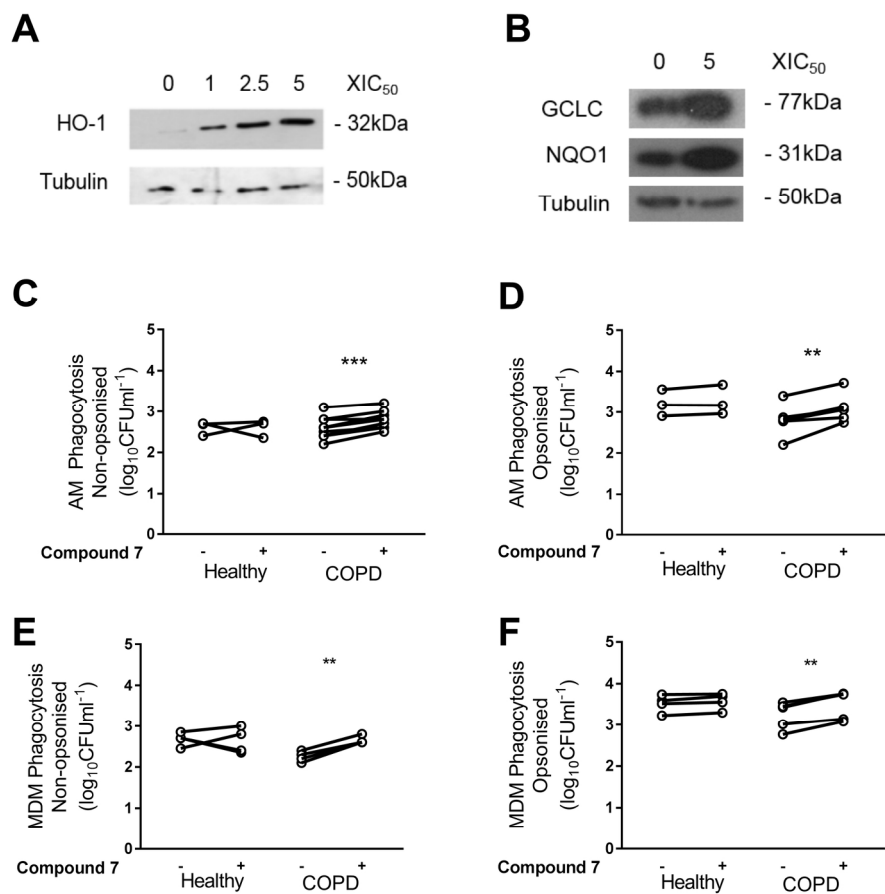 A
0 1 2.5 5 XIC50
HO-1 - 32kDa
Tubulin - 50kDa
B
0 5 XIC50
GCLC - 77kDa
NQO1 - 31kDa
Tubulin - 50kDa
C
AM Phagocytosis
Non-opsonised
(log10CFUml-1)
5
4
3
2
1
0
***
Compound 7 - + - +
Healthy COPD
D
AM Phagocytosis
Opsonised
(log10CFUml-1)
5
4
3
2
1
0
**
Compound 7 - + - +
Healthy COPD
E
MDM Phagocytosis
Non-opsonised
(log10CFUml-1)
5
4
3
2
1
0
**
Compound 7 - + - +
Healthy COPD
F
MDM Phagocytosis
Opsonised
(log10CFUml-1)
5
4
3
2
1
0
**
Compound 7 - + - +
Healthy COPD